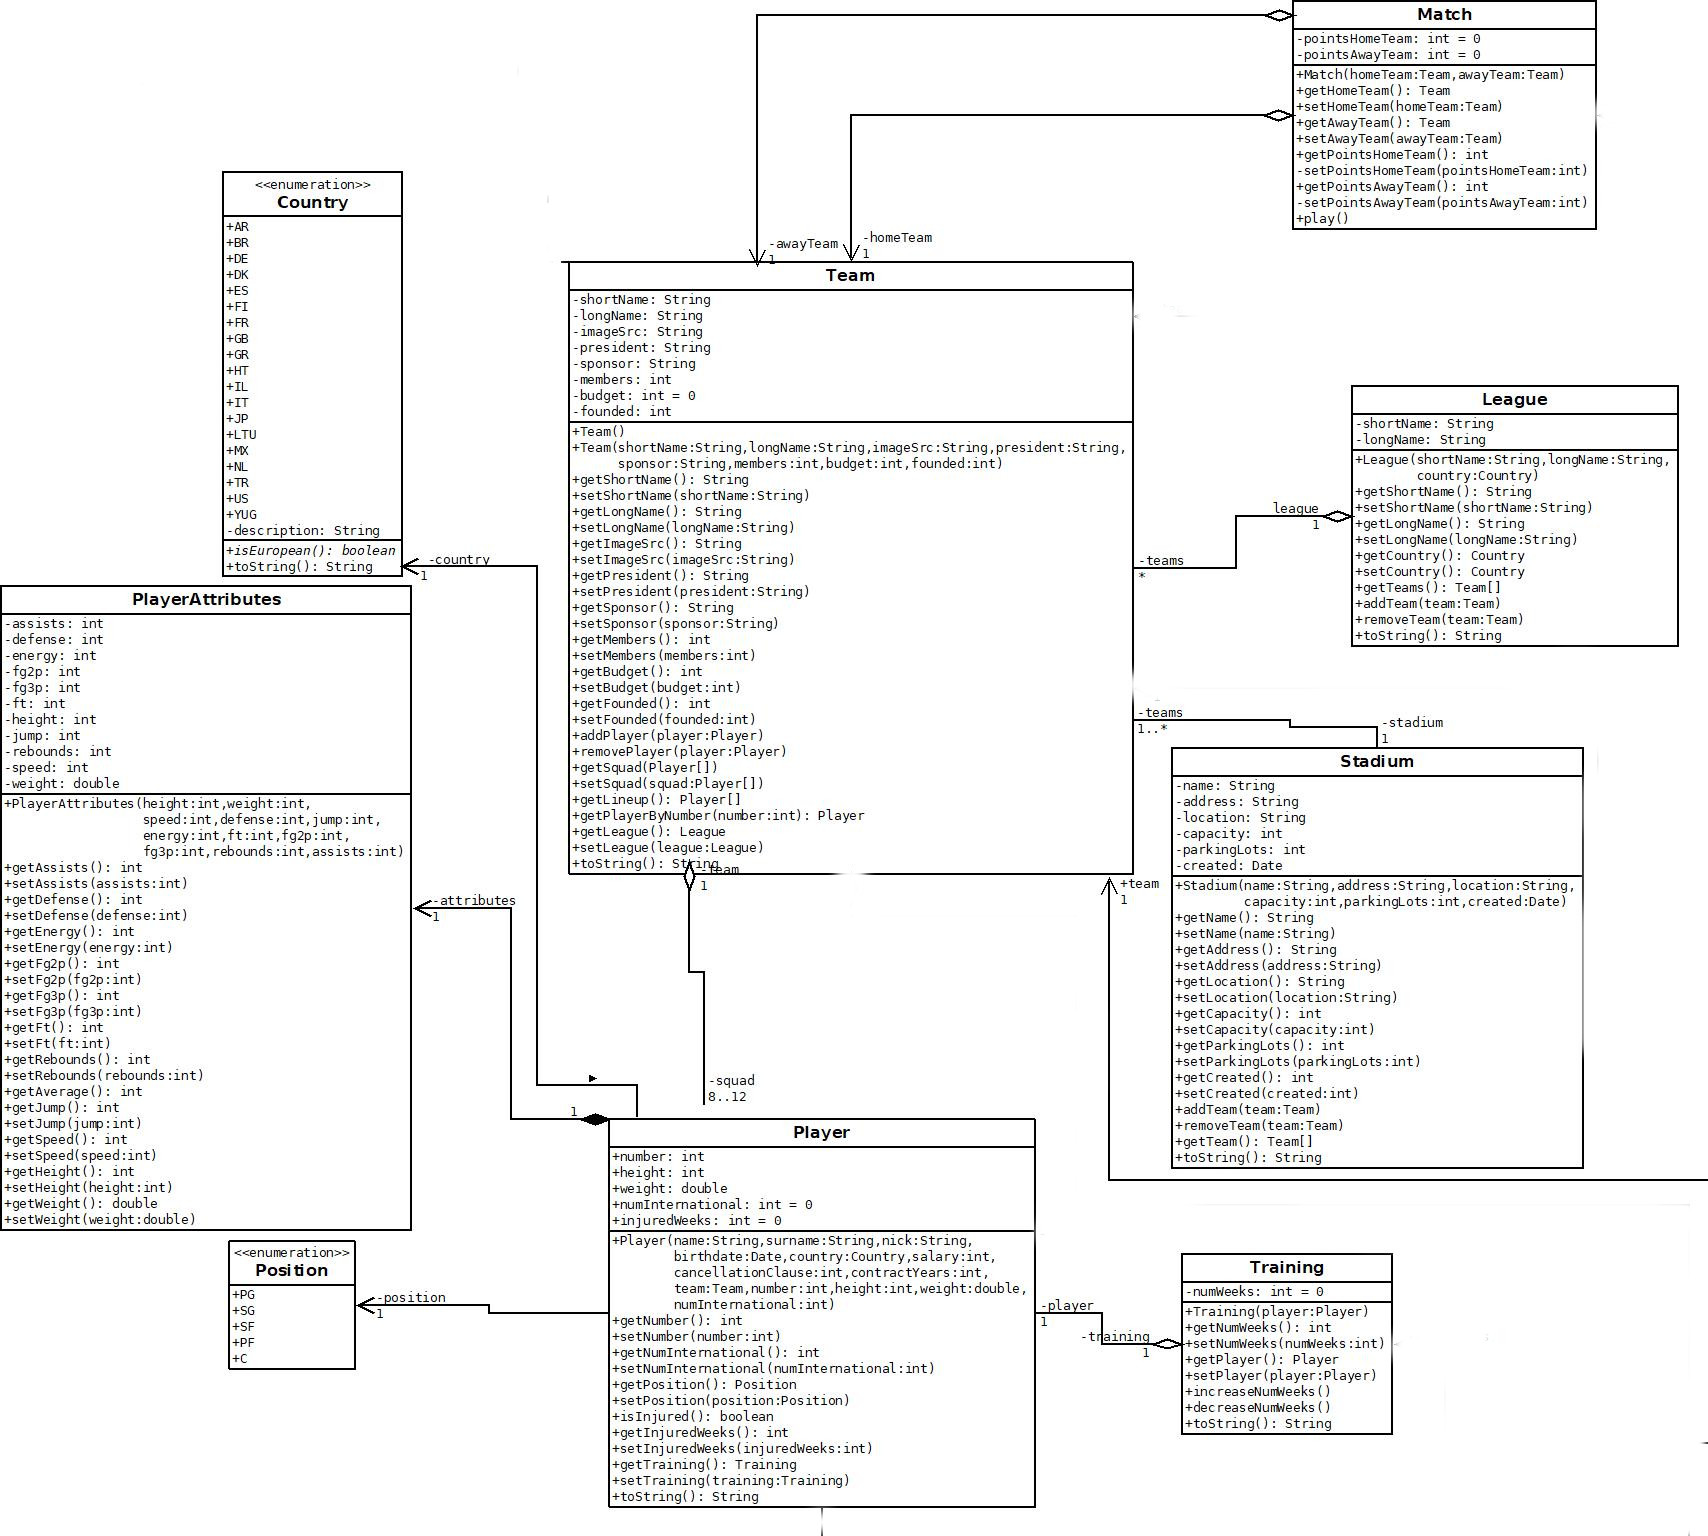 Match
-pointsHomeTeam: int = 0
-pointsAwayTeam: int = 0
+Match(homeTeam:Team,awayTeam:Team)
+getHomeTeam(): Team
+setHomeTeam(homeTeam:Team)
+getAwayTeam(): Team
+setAwayTeam(awayTeam:Team)
+getPointsHomeTeam(): int
-setPointsHomeTeam(pointsHomeTeam:int)
+getPointsAwayTeam(): int
-setPointsAwayTeam(pointsAwayTeam:int)
+play()
<<enumeration>>
Country
+AR
+BR
+DE
+DK
+ES
+FI
+FR
+GB
+GR
+HT
+IL
+IT
+JP
+LTU
+MX
+NL
+TR
+US
+YUG
-description: String
+isEuropean(): boolean
+toString(): String
-country
1
-awayTeam
1
-homeTeam
1
Team
-shortName: String
-longName: String
-imageSrc: String
-president: String
-sponsor: String
-members: int
-budget: int = 0
-founded: int
+Team()
+Team(shortName:String,longName:String,imageSrc:String,president:String,
sponsor:String,members:int,budget:int,founded:int)
+getShortName(): String
+setShortName(shortName:String)
+getLongName(): String
+setLongName(longName:String)
+getImageSrc(): String
+setImageSrc(imageSrc:String)
+getPresident(): String
+setPresident(president:String)
+getSponsor(): String
+setSponsor(sponsor:String)
+getMembers(): int
+setMembers(members:int)
+getBudget(): int
+setBudget(budget:int)
+getFounded(): int
+setFounded(founded:int)
+addPlayer(player:Player)
+removePlayer(player:Player)
+getSquad(Player[])
+setSquad(squad:Player[])
+getLineup(): Player[]
+getPlayerByNumber(number:int): Player
+getLeague(): League
+setLeague(league:League)
+toString(): String
-team
1
League
-shortName: String
-longName: String
+League(shortName:String,longName:String,
country:Country)
+getShortName(): String
+setShortName(shortName:String)
+getLongName(): String
+setLongName(longName:String)
+getCountry(): Country
+setCountry(): Country
+getTeams(): Team[]
+addTeam(team:Team)
+removeTeam(team:Team)
+toString(): String
league
1
-teams
*
-teams
1..*
-stadium
1
Stadium
-name: String
-address: String
-location: String
-capacity: int
-parkingLots: int
-created: Date
+Stadium(name:String,address:String,location:String,
capacity:int,parkingLots:int,created:Date)
+getName(): String
+setName(name:String)
+getAddress(): String
+setAddress(address:String)
+getLocation(): String
+setLocation(location:String)
+getCapacity(): int
+setCapacity(capacity:int)
+getParkingLots(): int
+setParkingLots(parkingLots:int)
+getCreated(): int
+setCreated(created:int)
+addTeam(team:Team)
+removeTeam(team:Team)
+getTeam(): Team[]
+toString(): String
+team
1
PlayerAttributes
-assists: int
-defense: int
-energy: int
-fg2p: int
-fg3p: int
-ft: int
-height: int
-jump: int
-rebounds: int
-speed: int
-weight: double
+PlayerAttributes(height:int,weight:int,
speed:int,defense:int,jump:int,
energy:int,ft:int,fg2p:int,
fg3p:int,rebounds:int,assists:int)
+getAssists(): int
+setAssists(assists:int)
+getDefense(): int
+setDefense(defense:int)
+getEnergy(): int
+setEnergy(energy:int)
+getFg2p(): int
+setFg2p(fg2p:int)
+getFg3p(): int
+setFg3p(fg3p:int)
+getFt(): int
+setFt(ft:int)
+getRebounds(): int
+setRebounds(rebounds:int)
+getAverage(): int
+getJump(): int
+setJump(jump:int)
+getSpeed(): int
+setSpeed(speed:int)
+getHeight(): int
+setHeight(height:int)
+getWeight(): double
+setWeight(weight:double)
-attributes
1
1
-squad
8..12
Player
+number: int
+height: int
+weight: double
+numInternational: int = 0
+injuredWeeks: int = 0
+Player(name:String,surname:String,nick:String,
birthdate:Date,country:Country,salary:int,
cancellationClause:int,contractYears:int,
team:Team,number:int,height:int,weight:double,
numInternational:int)
+getNumber(): int
+setNumber(number:int)
+getNumInternational(): int
+setNumInternational(numInternational:int)
+getPosition(): Position
+setPosition(position:Position)
+isInjured(): boolean
+getInjuredWeeks(): int
+setInjuredWeeks(injuredWeeks:int)
+getTraining(): Training
+setTraining(training:Training)
+toString(): String
<<enumeration>>
Position
+PG
+SG
+SF
+PF
+C
-position
1
-player
1
-training
1
Training
-numWeeks: int = 0
+Training(player:Player)
+getNumWeeks(): int
+setNumWeeks(numWeeks:int)
+getPlayer(): Player
+setPlayer(player:Player)
+increaseNumWeeks()
+decreaseNumWeeks()
+toString(): String